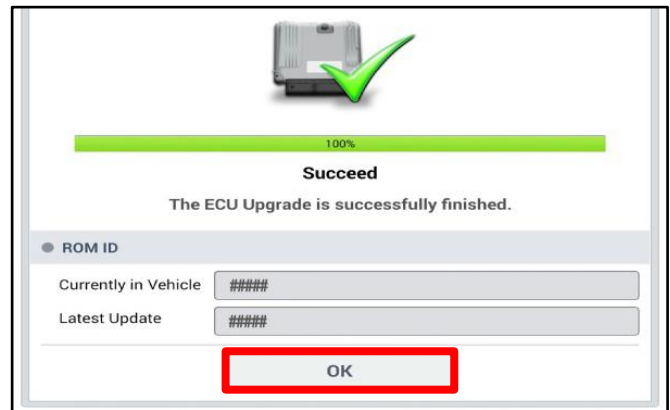 100%
Succeed
The ECU Upgrade is successfully finished.
ROM ID
Currently in Vehicle #####
Latest Update #####
OK